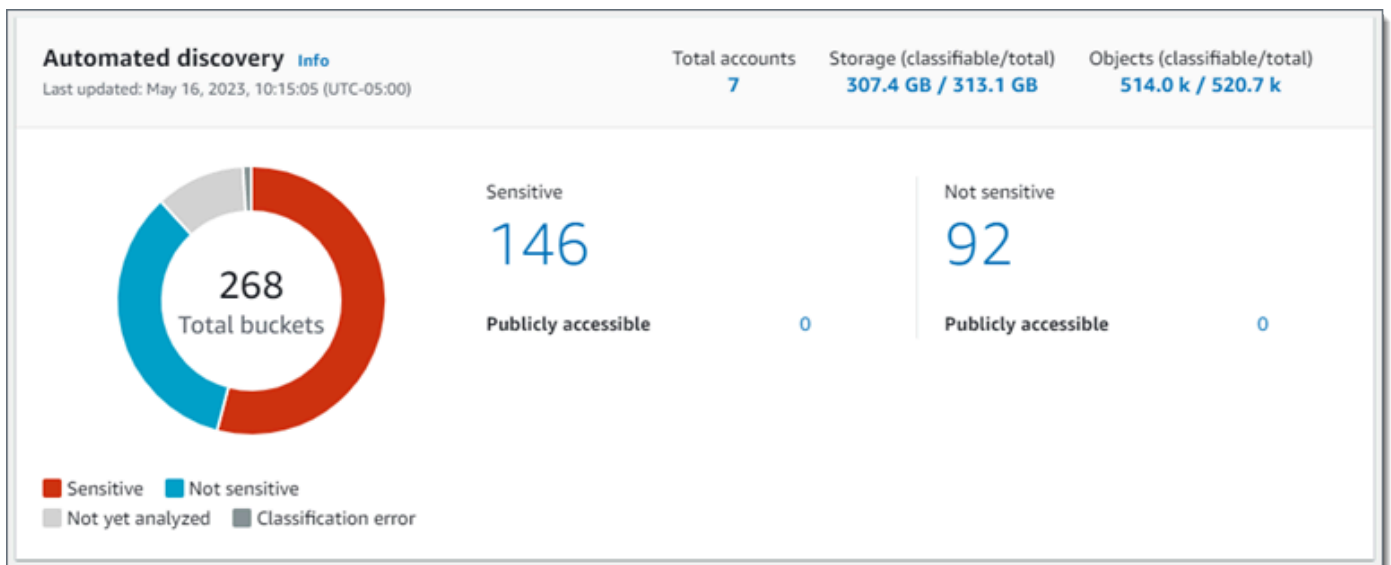 Automated discovery Info
Last updated: May 16, 2023, 10:15:05 (UTC-05:00)
Total accounts
7
Storage (classifiable/total)
307.4 GB / 313.1 GB
Objects (classifiable/total)
514.0 k / 520.7 k
268
Total buckets
Sensitive
Not sensitive
Not yet analyzed
Classification error
Sensitive
146
Publicly accessible 0
Not sensitive
92
Publicly accessible 0